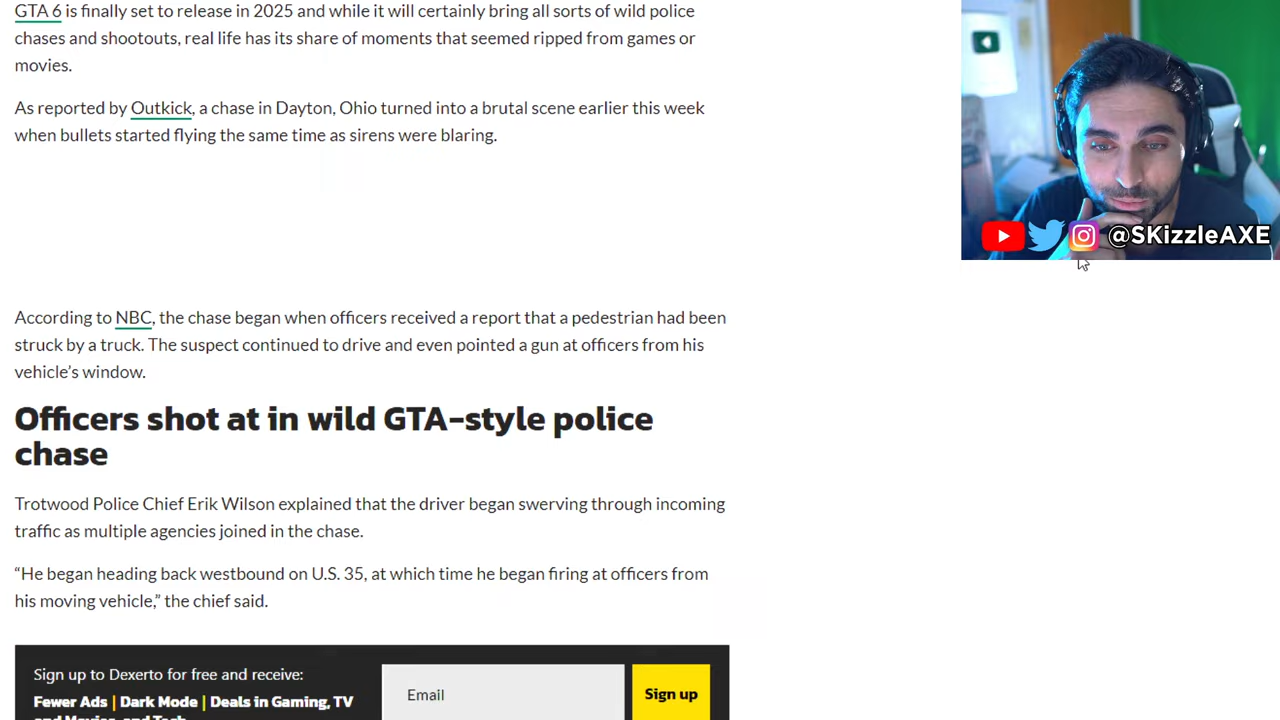 GTA 6 is finally set to release in 2025 and while it will certainly bring all sorts of wild police
chases and shootouts, real life has its share of moments that seemed ripped from games or
movies.
As reported by Outkick, a chase in Dayton, Ohio turned into a brutal scene earlier this week
when bullets started flying the same time as sirens were blaring.
@SKizzleAXE
According to NBC, the chase began when officers received a report that a pedestrian had been
struck by a truck. The suspect continued to drive and even pointed a gun at officers from his
vehicle’s window.
Officers shot at in wild GTA-style police
chase
Trotwood Police Chief Erik Wilson explained that the driver began swerving through incoming
traffic as multiple agencies joined in the chase.
“He began heading back westbound on U.S. 35, at which time he began firing at officers from
his moving vehicle,” the chief said.
Sign up to Dexerto for free and receive:
Fewer Ads | Dark Mode | Deals in Gaming, TV
and Movies, and Tech
Email
Sign up